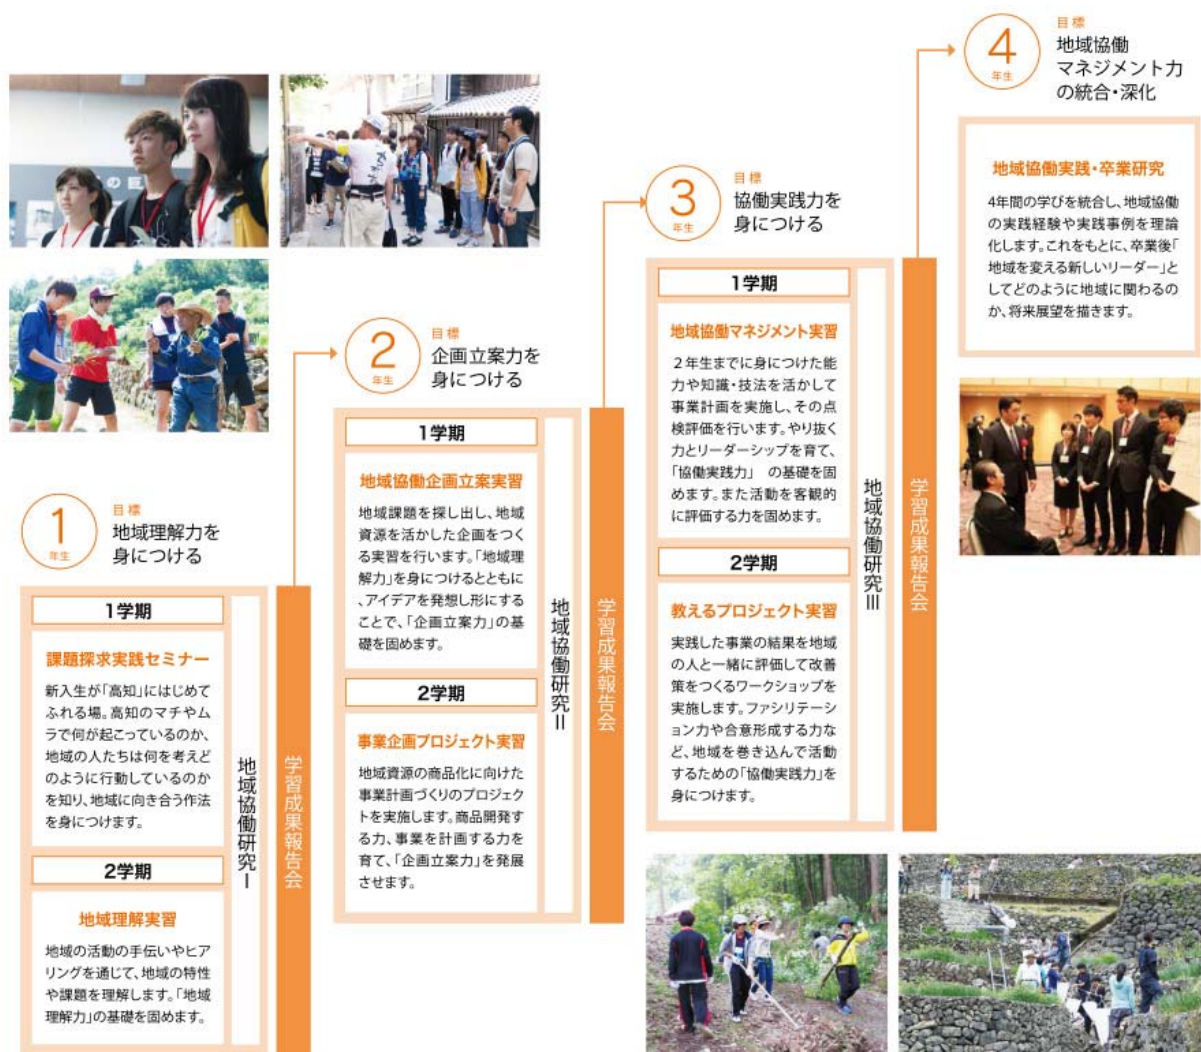 1
年生
目標
地域理解力を
身につける
1学期
課題探求実践セミナー
新入生が「高知」にはじめて
ふれる場。高知のマチやム
ラで何が起こっているのか、
地域の人たちは何を考えど
のように行動しているのか
を知り、地域に向き合う作法
を身につけます。
2学期
地域理解実習
地域の活動の手伝いやヒア
リングを通じて、地域の特性
や課題を理解します。「地域
理解力」の基礎を固めます。
地域協働研究Ⅰ
学習成果報告会
2
年生
目標
企画立案力を
身につける
1学期
地域協働企画立案実習
地域課題を探し出し、地域
資源を活かした企画をつく
る実習を行います。「地域理
解力」を身につけるとともに
、アイデアを発想し形にする
ことで、「企画立案力」の基
礎を固めます。
2学期
事業企画プロジェクト実習
地域資源の商品化に向けた
事業計画づくりのプロジェク
トを実施します。商品開発す
る力、事業を計画する力を
育て、「企画立案力」を発展
させます。
地域協働研究Ⅱ
学習成果報告会
3
年生
目標
協働実践力を
身につける
1学期
地域協働マネジメント実習
２年生までに身につけた能
力や知識・技法を活かして
事業計画を実施し、その点
検評価を行います。やり抜く
力とリーダーシップを育て、
「協働実践力」 の基礎を固
めます。また活動を客観的
に評価する力を固めます。
2学期
教えるプロジェクト実習
実践した事業の結果を地域
の人と一緒に評価して改善
策をつくるワークショップを
実施します。ファシリテーシ
ョン力や合意形成する力な
ど、地域を巻き込んで活動
するための「協働実践力」を
身につけます。
地域協働研究Ⅲ
学習成果報告会
4
年生
目標
地域協働
マネジメント力
の統合・深化
地域協働実践・卒業研究
4年間の学びを統合し、地域協働
の実践経験や実践事例を理論
化します。これをもとに、卒業後「
地域を変える新しいリーダー」と
してどのように地域に関わるの
か、将来展望を描きます。